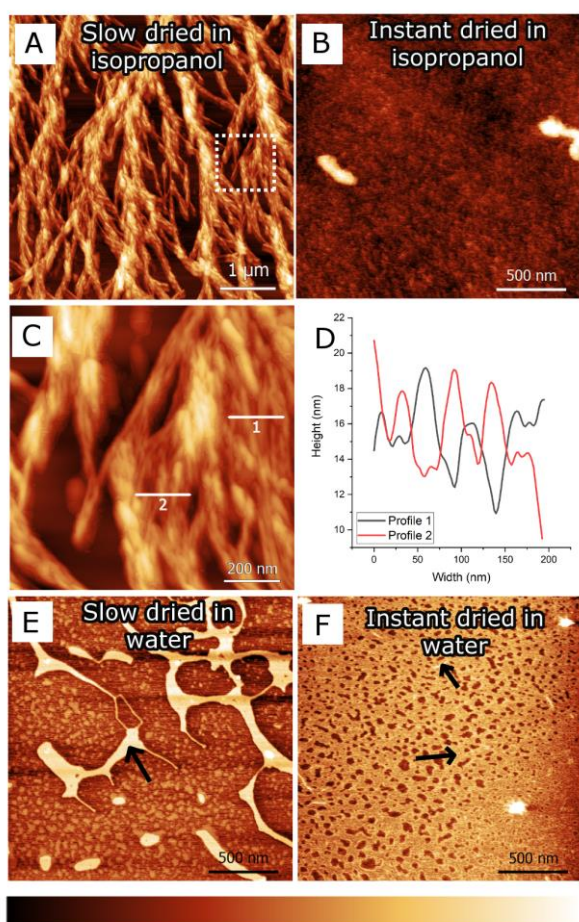 A
Slow dried in
isopropanol
1 μm
B
Instant dried in
isopropanol
500 nm
C
1
2
200 nm
D
22
20
18
16
14
12
10
Height (nm)
Profile 1
Profile 2
0
50
100
150
200
Width (nm)
E
Slow dried in
water
500 nm
F
Instant dried in
water
500 nm